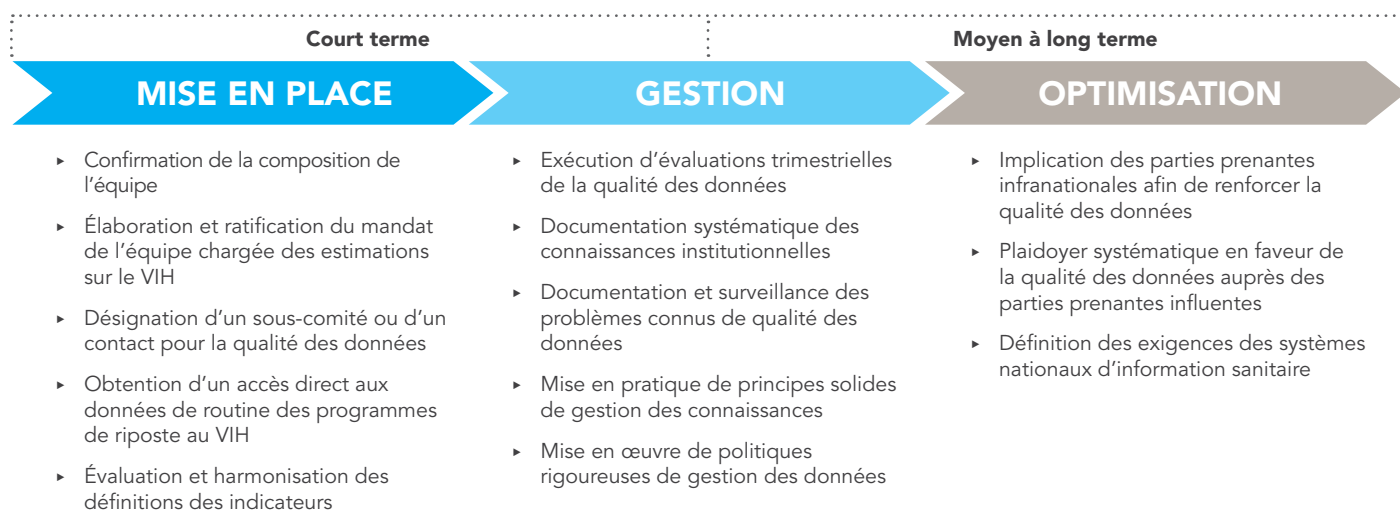 Court terme
Moyen à long terme
MISE EN PLACE
GESTION
OPTIMISATION
▸ Confirmation de la composition de
l'équipe
▸ Élaboration et ratification du mandat
de l'équipe chargée des estimations
sur le VIH
▸ Désignation d'un sous-comité ou d'un
contact pour la qualité des données
▸ Obtention d'un accès direct aux
données de routine des programmes
de riposte au VIH
▸ Évaluation et harmonisation des
définitions des indicateurs
▸ Exécution d'évaluations trimestrielles
de la qualité des données
▸ Documentation systématique des
connaissances institutionnelles
▸ Documentation et surveillance des
problèmes connus de qualité des
données
▸ Mise en pratique de principes solides
de gestion des connaissances
▸ Mise en œuvre de politiques
rigoureuses de gestion des données
▸ Implication des parties prenantes
infranationales afin de renforcer la
qualité des données
▸ Plaidoyer systématique en faveur de
la qualité des données auprès des
parties prenantes influentes
▸ Définition des exigences des systèmes
nationaux d'information sanitaire